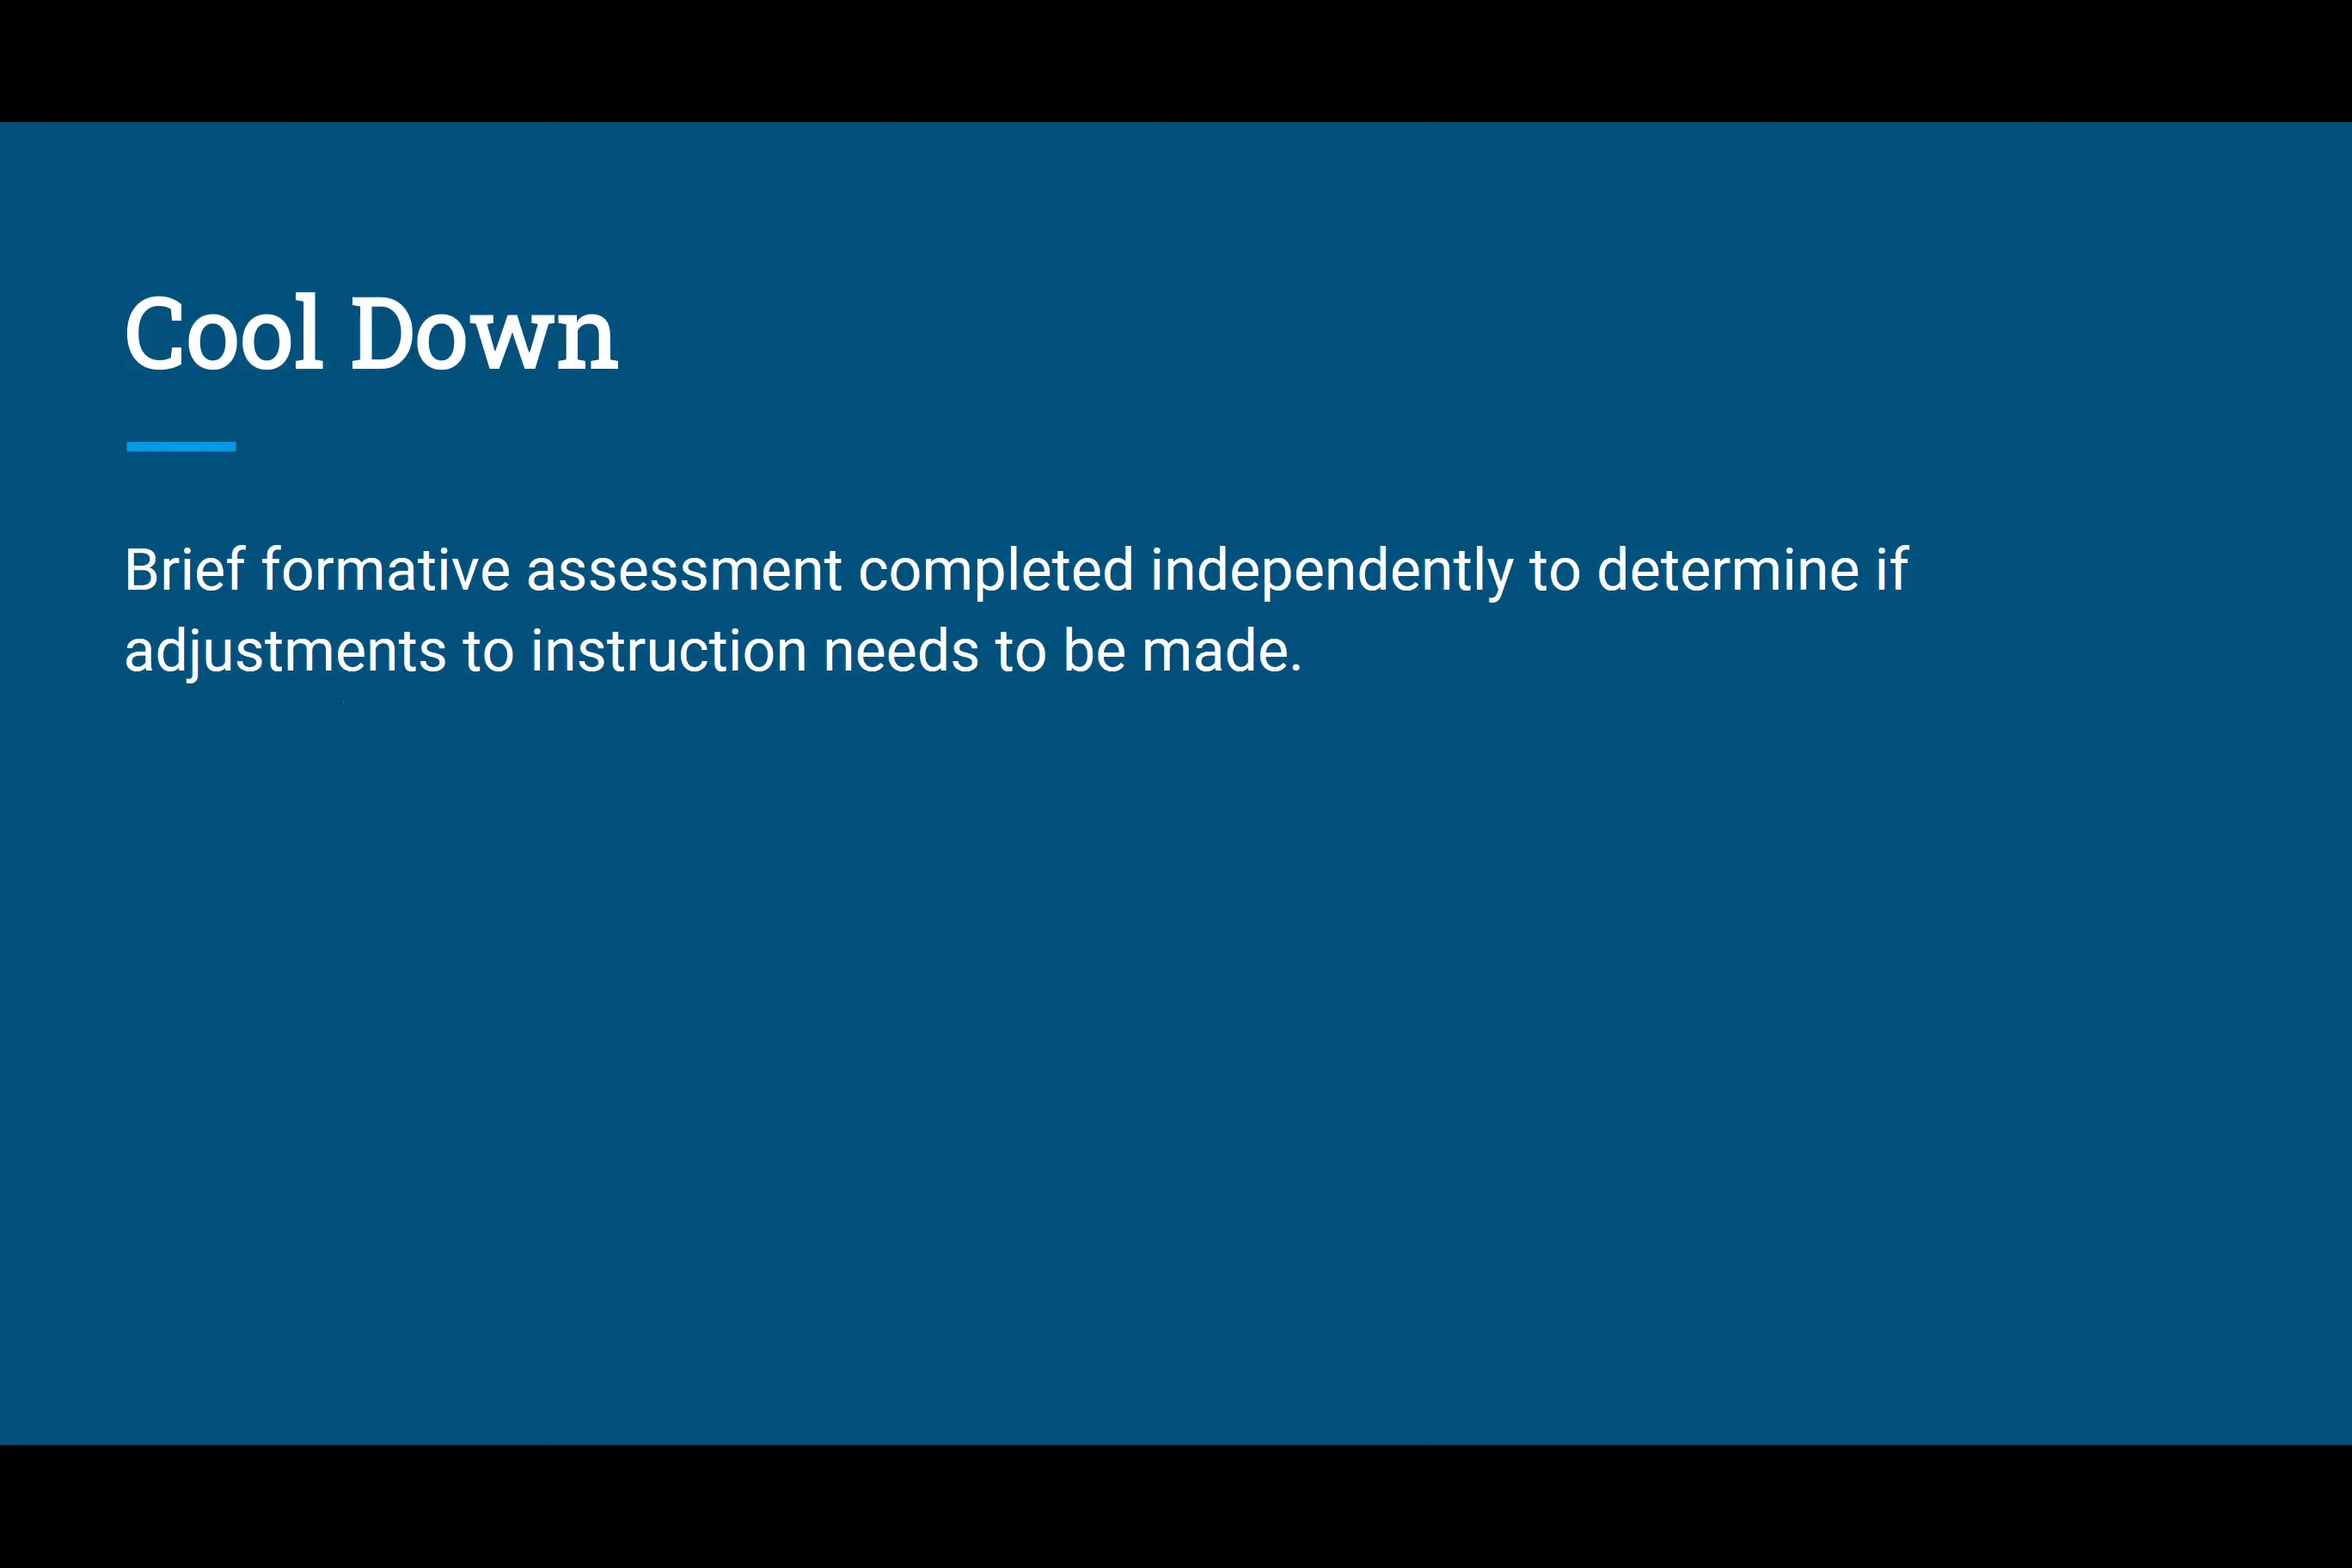 Cool Down
Brief formative assessment completed independently to determine if
adjustments to instruction needs to be made.